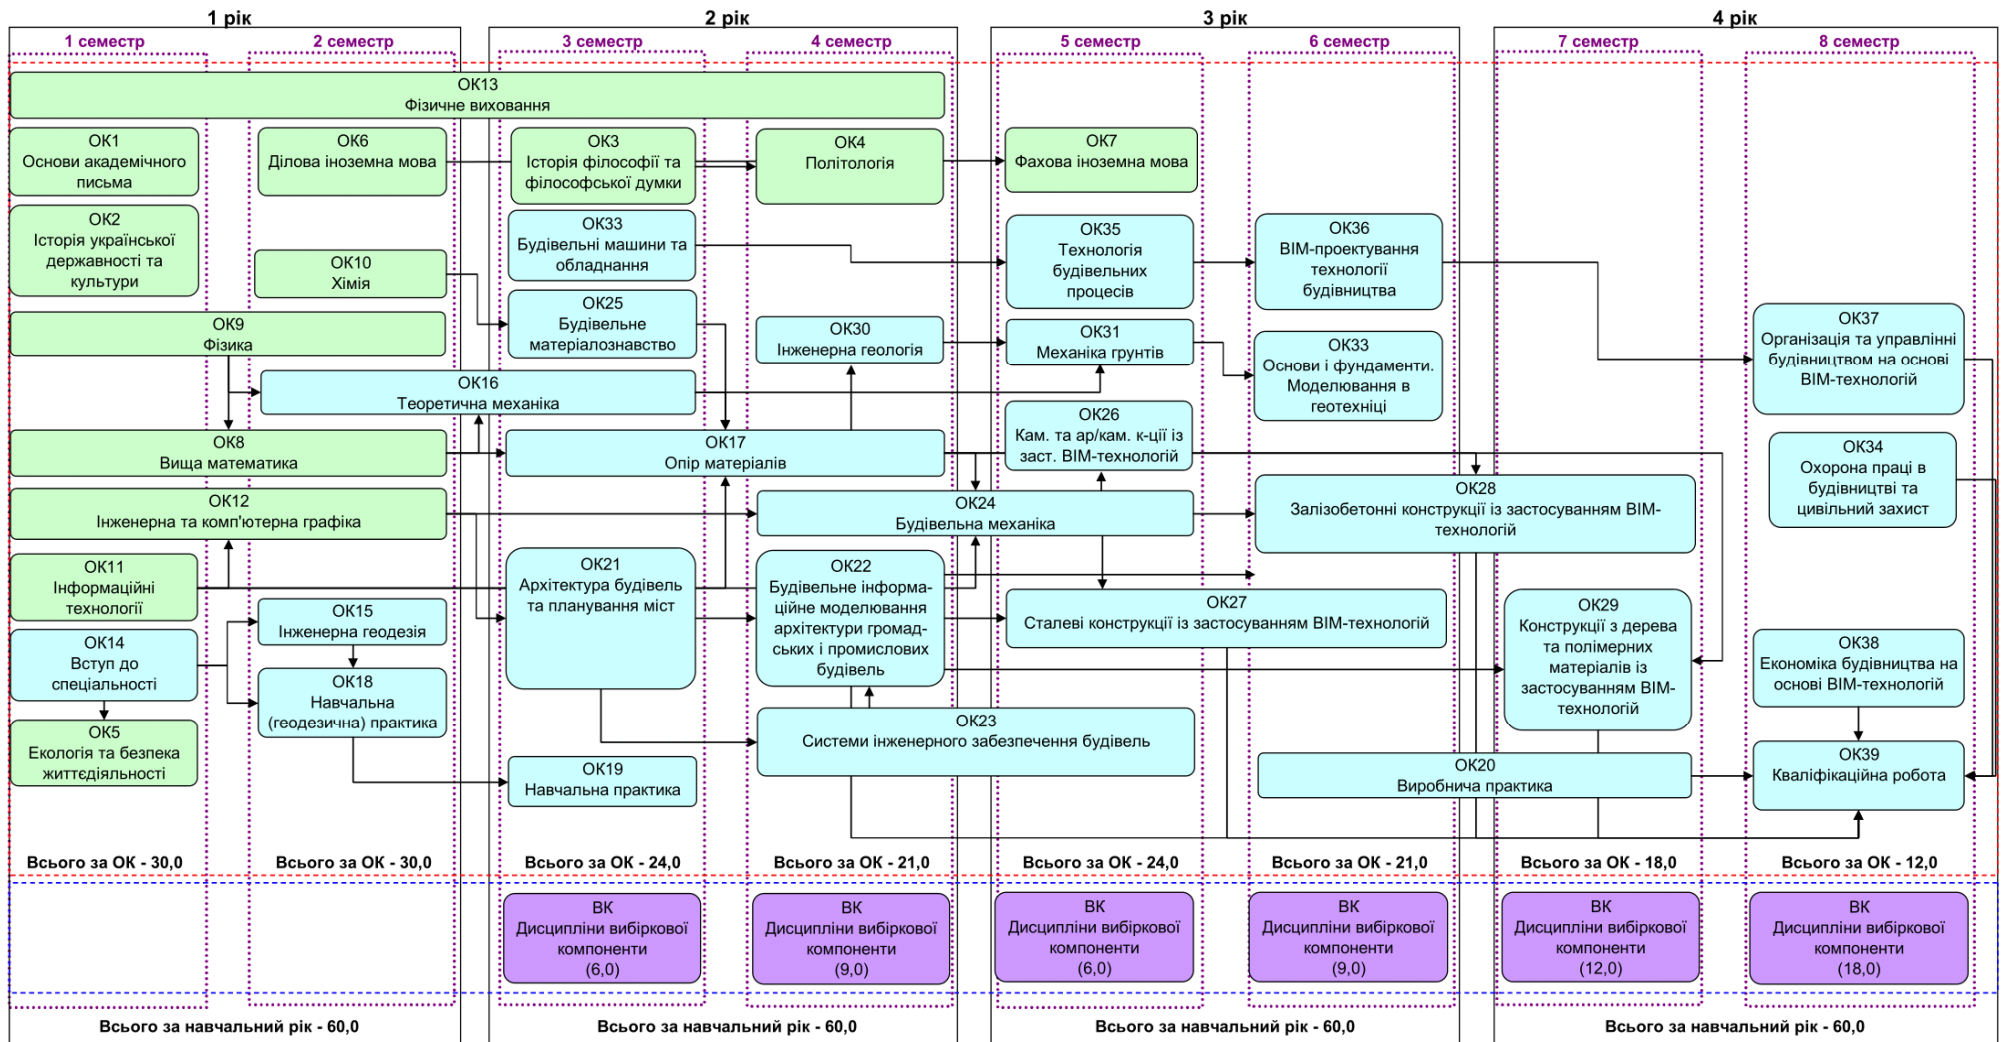 1 рік
2 рік
3 рік
4 рік
1 семестр
2 семестр
3 семестр
4 семестр
5 семестр
6 семестр
7 семестр
8 семестр
ОК13
Фізичне виховання
ОК1
Основи академічного
письма
ОК6
Ділова іноземна мова
ОК3
Історія філософії та
філософської думки
ОК4
Політологія
ОК7
Фахова іноземна мова
ОК2
Історія української
державності та
культури
ОК10
Хімія
ОК33
Будівельні машини та
обладнання
ОК35
Технологія
будівельних
процесів
ОК36
BIM-проектування
технології
будівництва
ОК9
Фізика
ОК25
Будівельне
матеріалознавство
ОК30
Інженерна геологія
ОК31
Механіка грунтів
ОК33
Основи і фундаменти.
Моделювання в
геотехніці
ОК37
Організація та управлінні
будівництвом на основі
BIM-технологій
ОК16
Теоретична механіка
ОК8
Вища математика
ОК17
Опір матеріалів
ОК26
Кам. та ар/кам. к-ції із
заст. BIM-технологій
ОК34
Охорона праці в
будівництві та
цивільний захист
ОК12
Інженерна та комп'ютерна графіка
ОК24
Будівельна механіка
ОК28
Залізобетонні конструкції із застосуванням BIM-
технологій
ОК11
Інформаційні
технології
ОК21
Архітектура будівель
та планування міст
ОК22
Будівельне інформа-
ційне моделювання
архітектури громад-
ських і промислових
будівель
ОК27
Сталеві конструкції із застосуванням BIM-технологій
ОК29
Конструкції з дерева
та полімерних
матеріалів із
застосуванням BIM-
технологій
ОК15
Інженерна геодезія
ОК14
Вступ до
спеціальності
ОК18
Навчальна
(геодезична) практика
ОК38
Економіка будівництва на
основі BIM-технологій
ОК5
Екологія та безпека
життєдіяльності
ОК23
Системи інженерного забезпечення будівель
ОК19
Навчальна практика
ОК20
Виробнича практика
ОК39
Кваліфікаційна робота
Всього за ОК - 30,0
Всього за ОК - 30,0
Всього за ОК - 24,0
Всього за ОК - 21,0
Всього за ОК - 24,0
Всього за ОК - 21,0
Всього за ОК - 18,0
Всього за ОК - 12,0
ВК
Дисципліни вибіркової
компоненти
(6,0)
ВК
Дисципліни вибіркової
компоненти
(9,0)
ВК
Дисципліни вибіркової
компоненти
(6,0)
ВК
Дисципліни вибіркової
компоненти
(9,0)
ВК
Дисципліни вибіркової
компоненти
(12,0)
ВК
Дисципліни вибіркової
компоненти
(18,0)
Всього за навчальний рік - 60,0
Всього за навчальний рік - 60,0
Всього за навчальний рік - 60,0
Всього за навчальний рік - 60,0